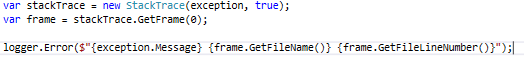 var stackTrace = new StackTrace(exception, true);
var frame = stackTrace.GetFrame(0);
logger.Error($"{exception.Message} {frame.GetFileName()} {frame.GetFileLineNumber()}");